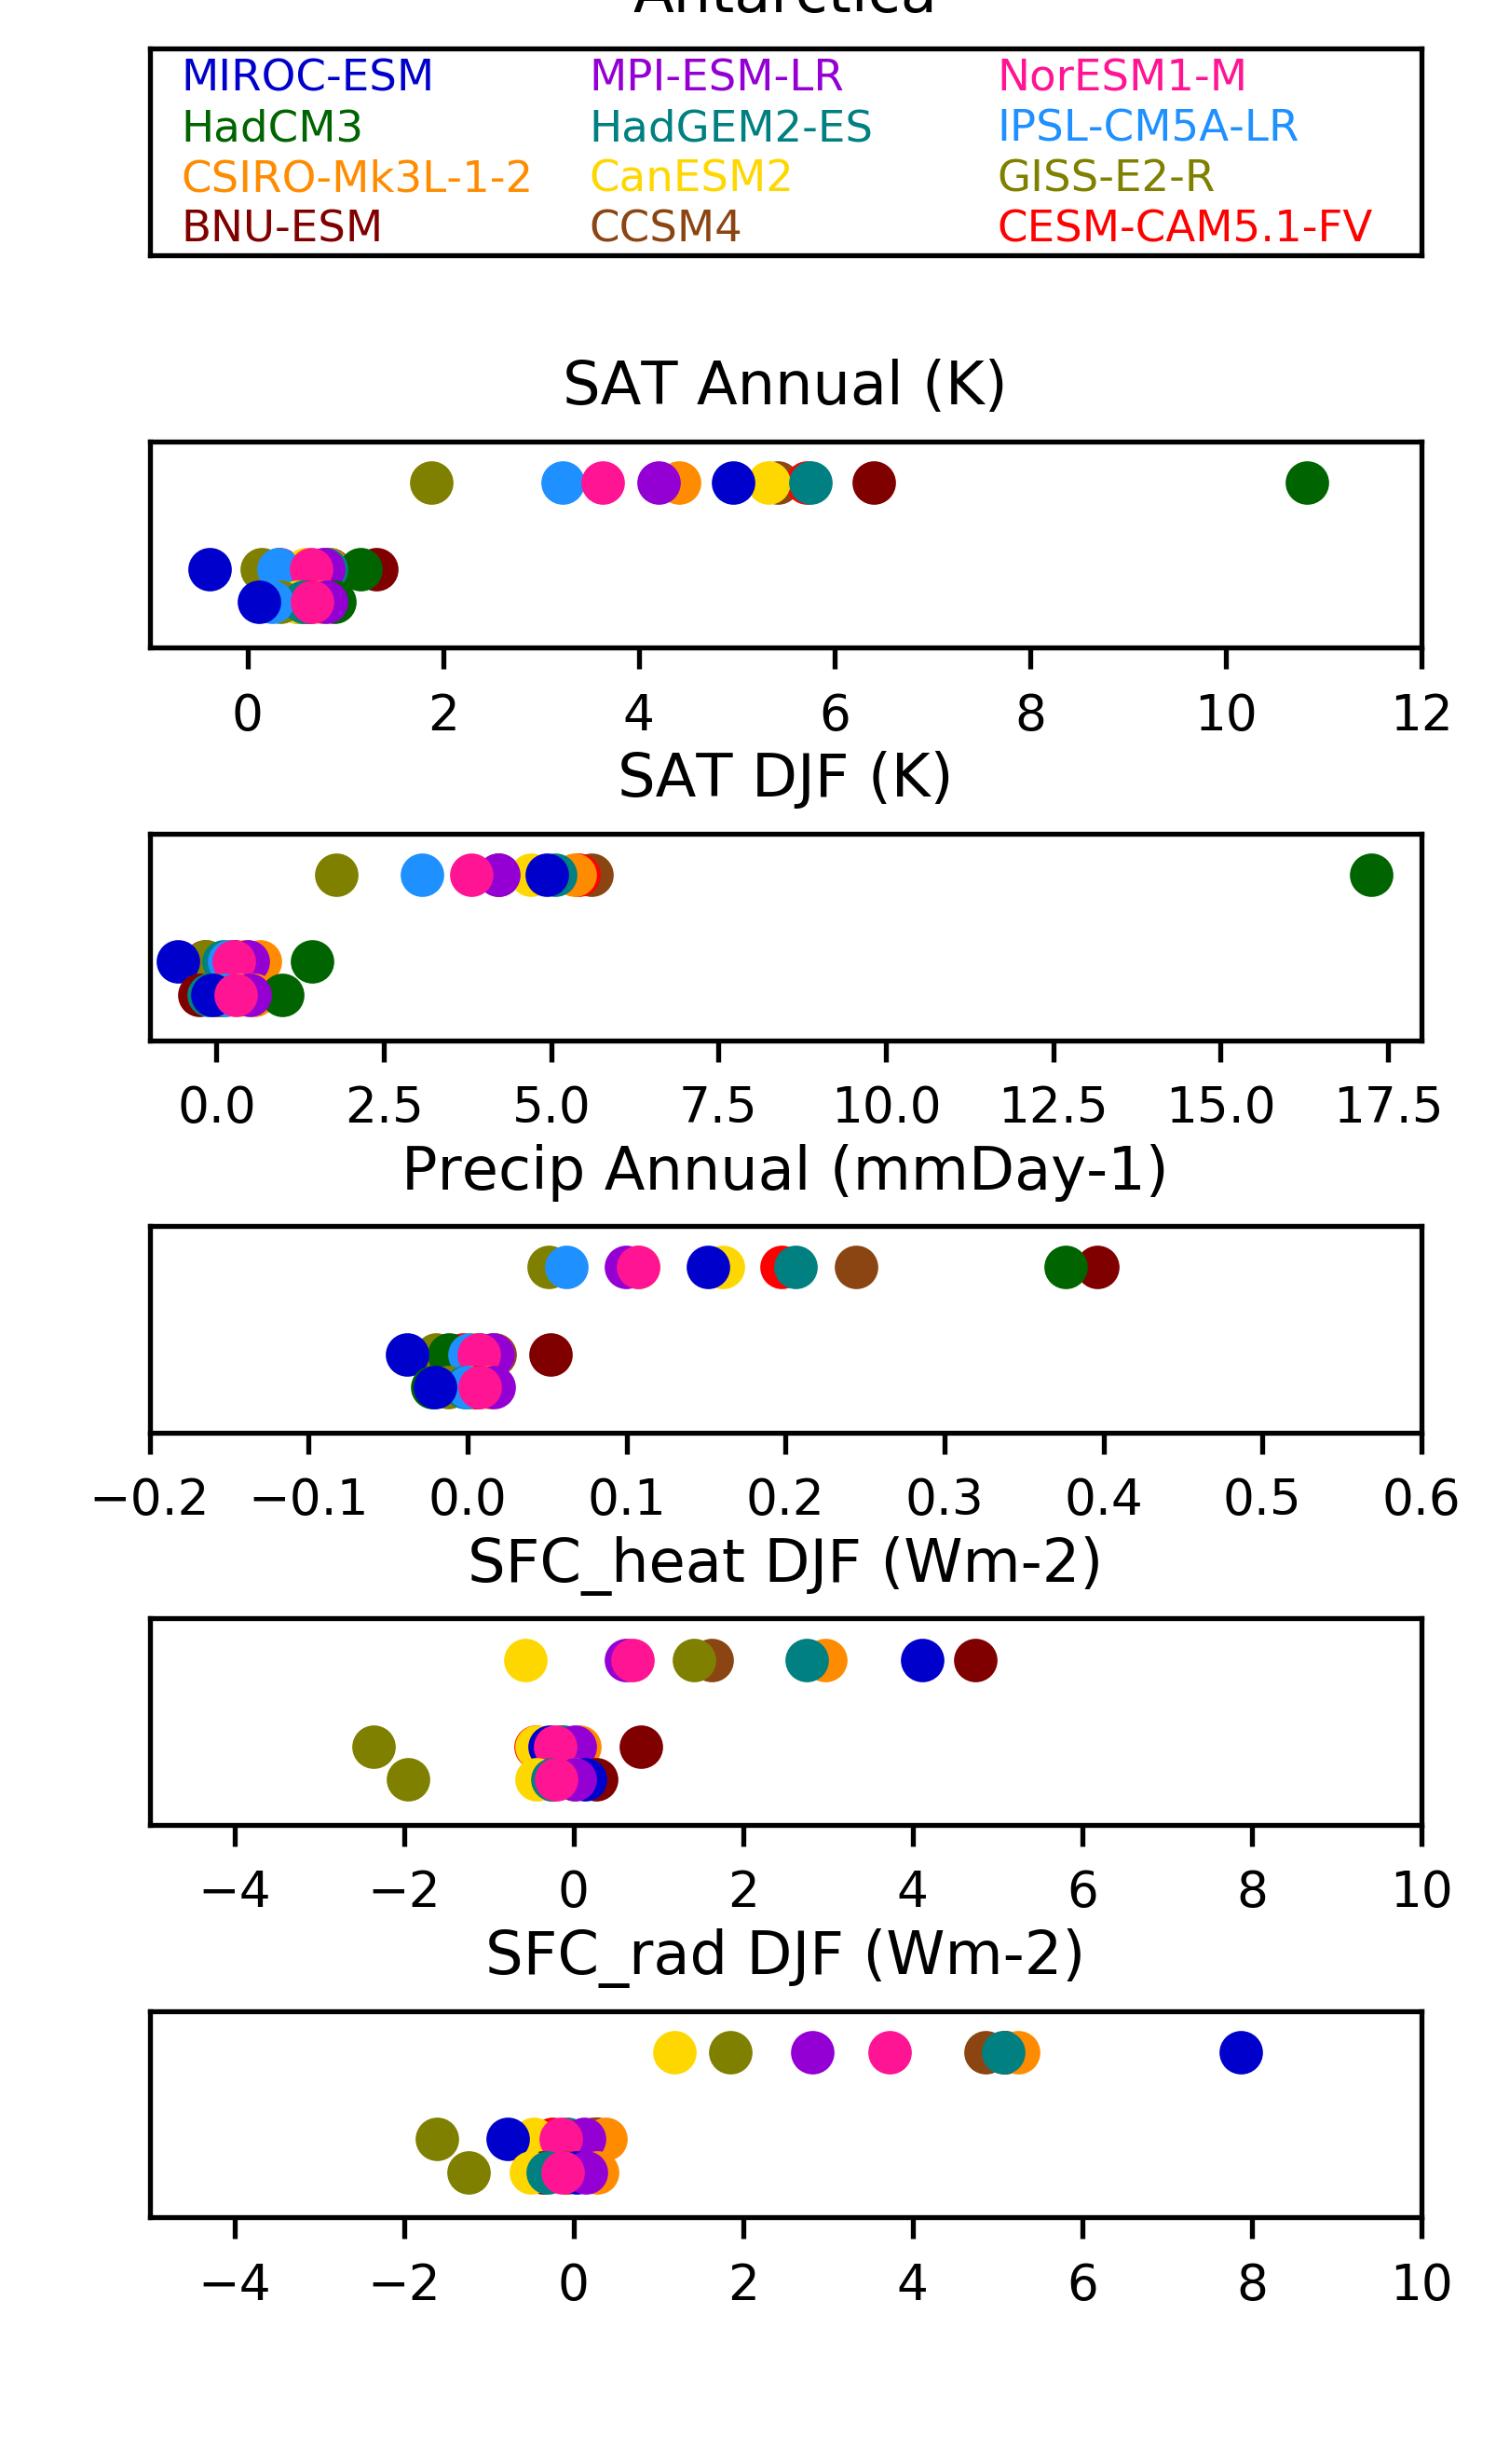 Antarctica
MIROC-ESM MPI-ESM-LR NorESM1-M
HadCM3 HadGEM2-ES IPSL-CM5A-LR
CSIRO-Mk3L-1-2 CanESM2 GISS-E2-R
BNU-ESM CCSM4 CESM-CAM5.1-FV
SAT Annual (K)
0 2 4 6 8 10 12
SAT DJF (K)
0.0 2.5 5.0 7.5 10.0 12.5 15.0 17.5
Precip Annual (mmDay-1)
−0.2 −0.1 0.0 0.1 0.2 0.3 0.4 0.5 0.6
SFC_heat DJF (Wm-2)
−4 −2 0 2 4 6 8 10
SFC_rad DJF (Wm-2)
−4 −2 0 2 4 6 8 10